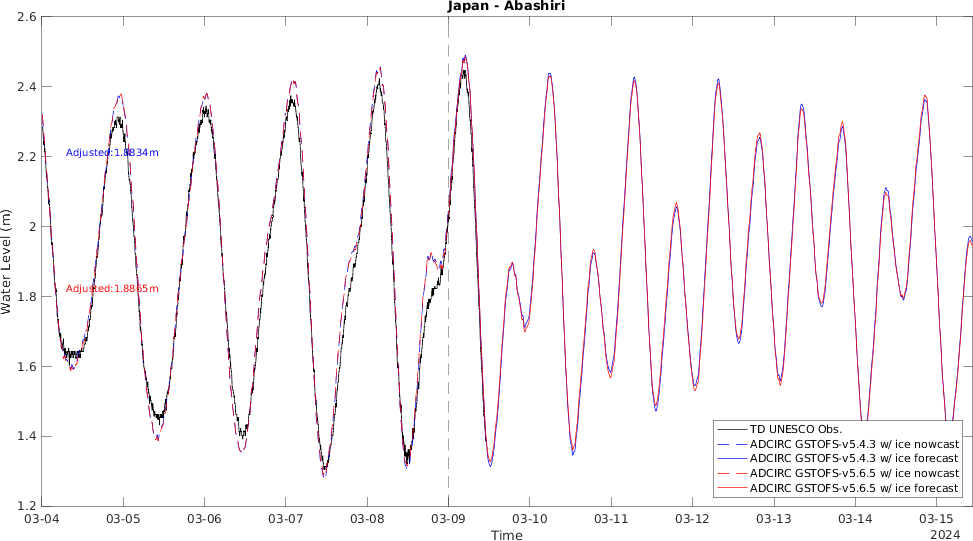 Japan - Abashiri
2.6
2.4
2.2
2
1.8
1.6
1.4
1.2
Water Level (m)
Adjusted:1.8834m
Adjusted:1.8865m
TD UNESCO Obs.
ADCIRC GSTOFS-v5.4.3 w/ ice nowcast
ADCIRC GSTOFS-v5.4.3 w/ ice forecast
ADCIRC GSTOFS-v5.6.5 w/ ice nowcast
ADCIRC GSTOFS-v5.6.5 w/ ice forecast
03-04 03-05 03-06 03-07 03-08 03-09 03-10 03-11 03-12 03-13 03-14 03-15
Time
2024